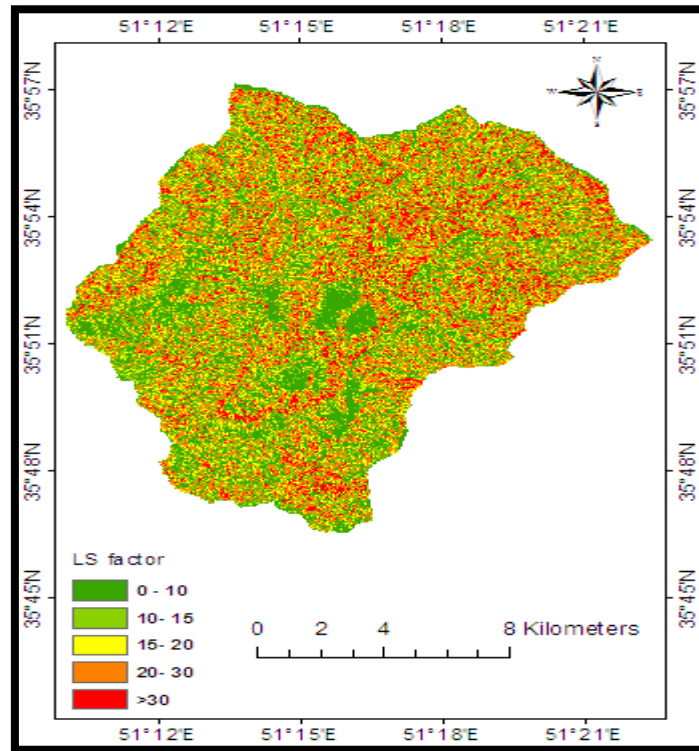 51°12'E 51°15'E 51°18'E 51°21'E
N
W E
S
35°57'N 35°57'N
35°54'N 35°54'N
35°51'N 35°51'N
35°48'N 35°48'N
35°45'N 35°45'N
LS factor
0 - 10
10- 15
15- 20
20- 30
>30
0 2 4 8 Kilometers
51°12'E 51°15'E 51°18'E 51°21'E